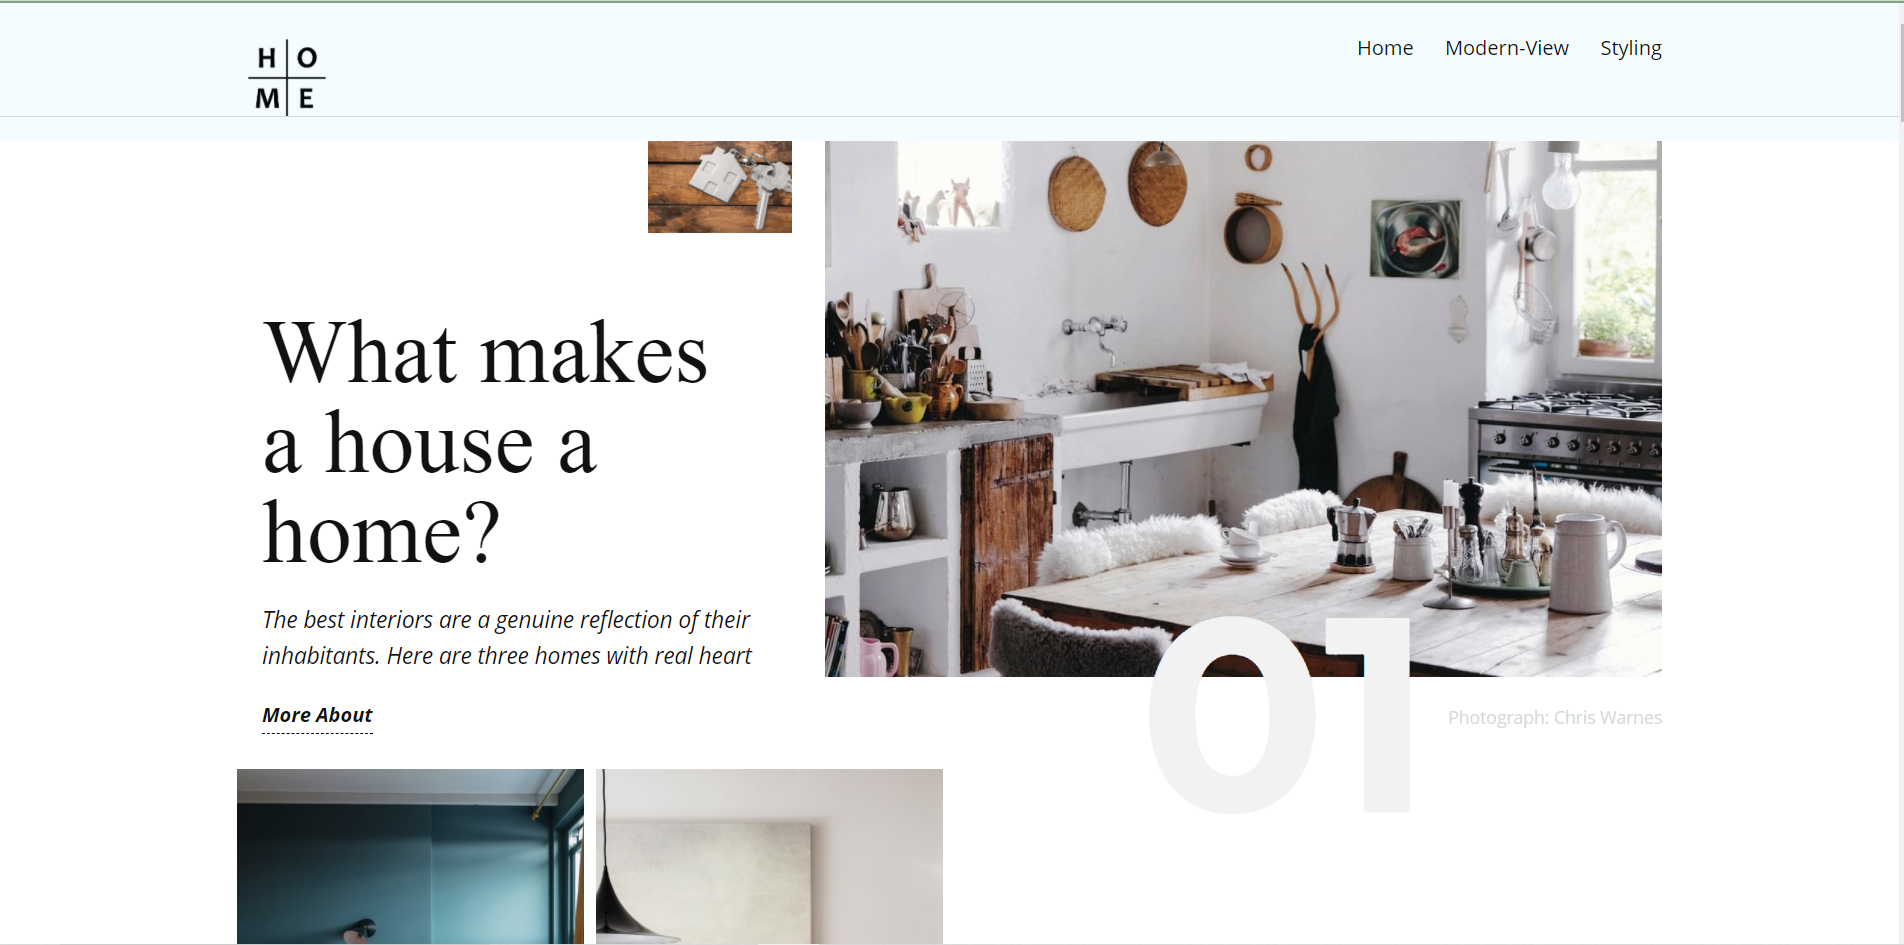 H O
M E
Home Modern-View Styling
What makes
a house a
home?
The best interiors are a genuine reflection of their
inhabitants. Here are three homes with real heart
More About
01
Photograph: Chris Warnes